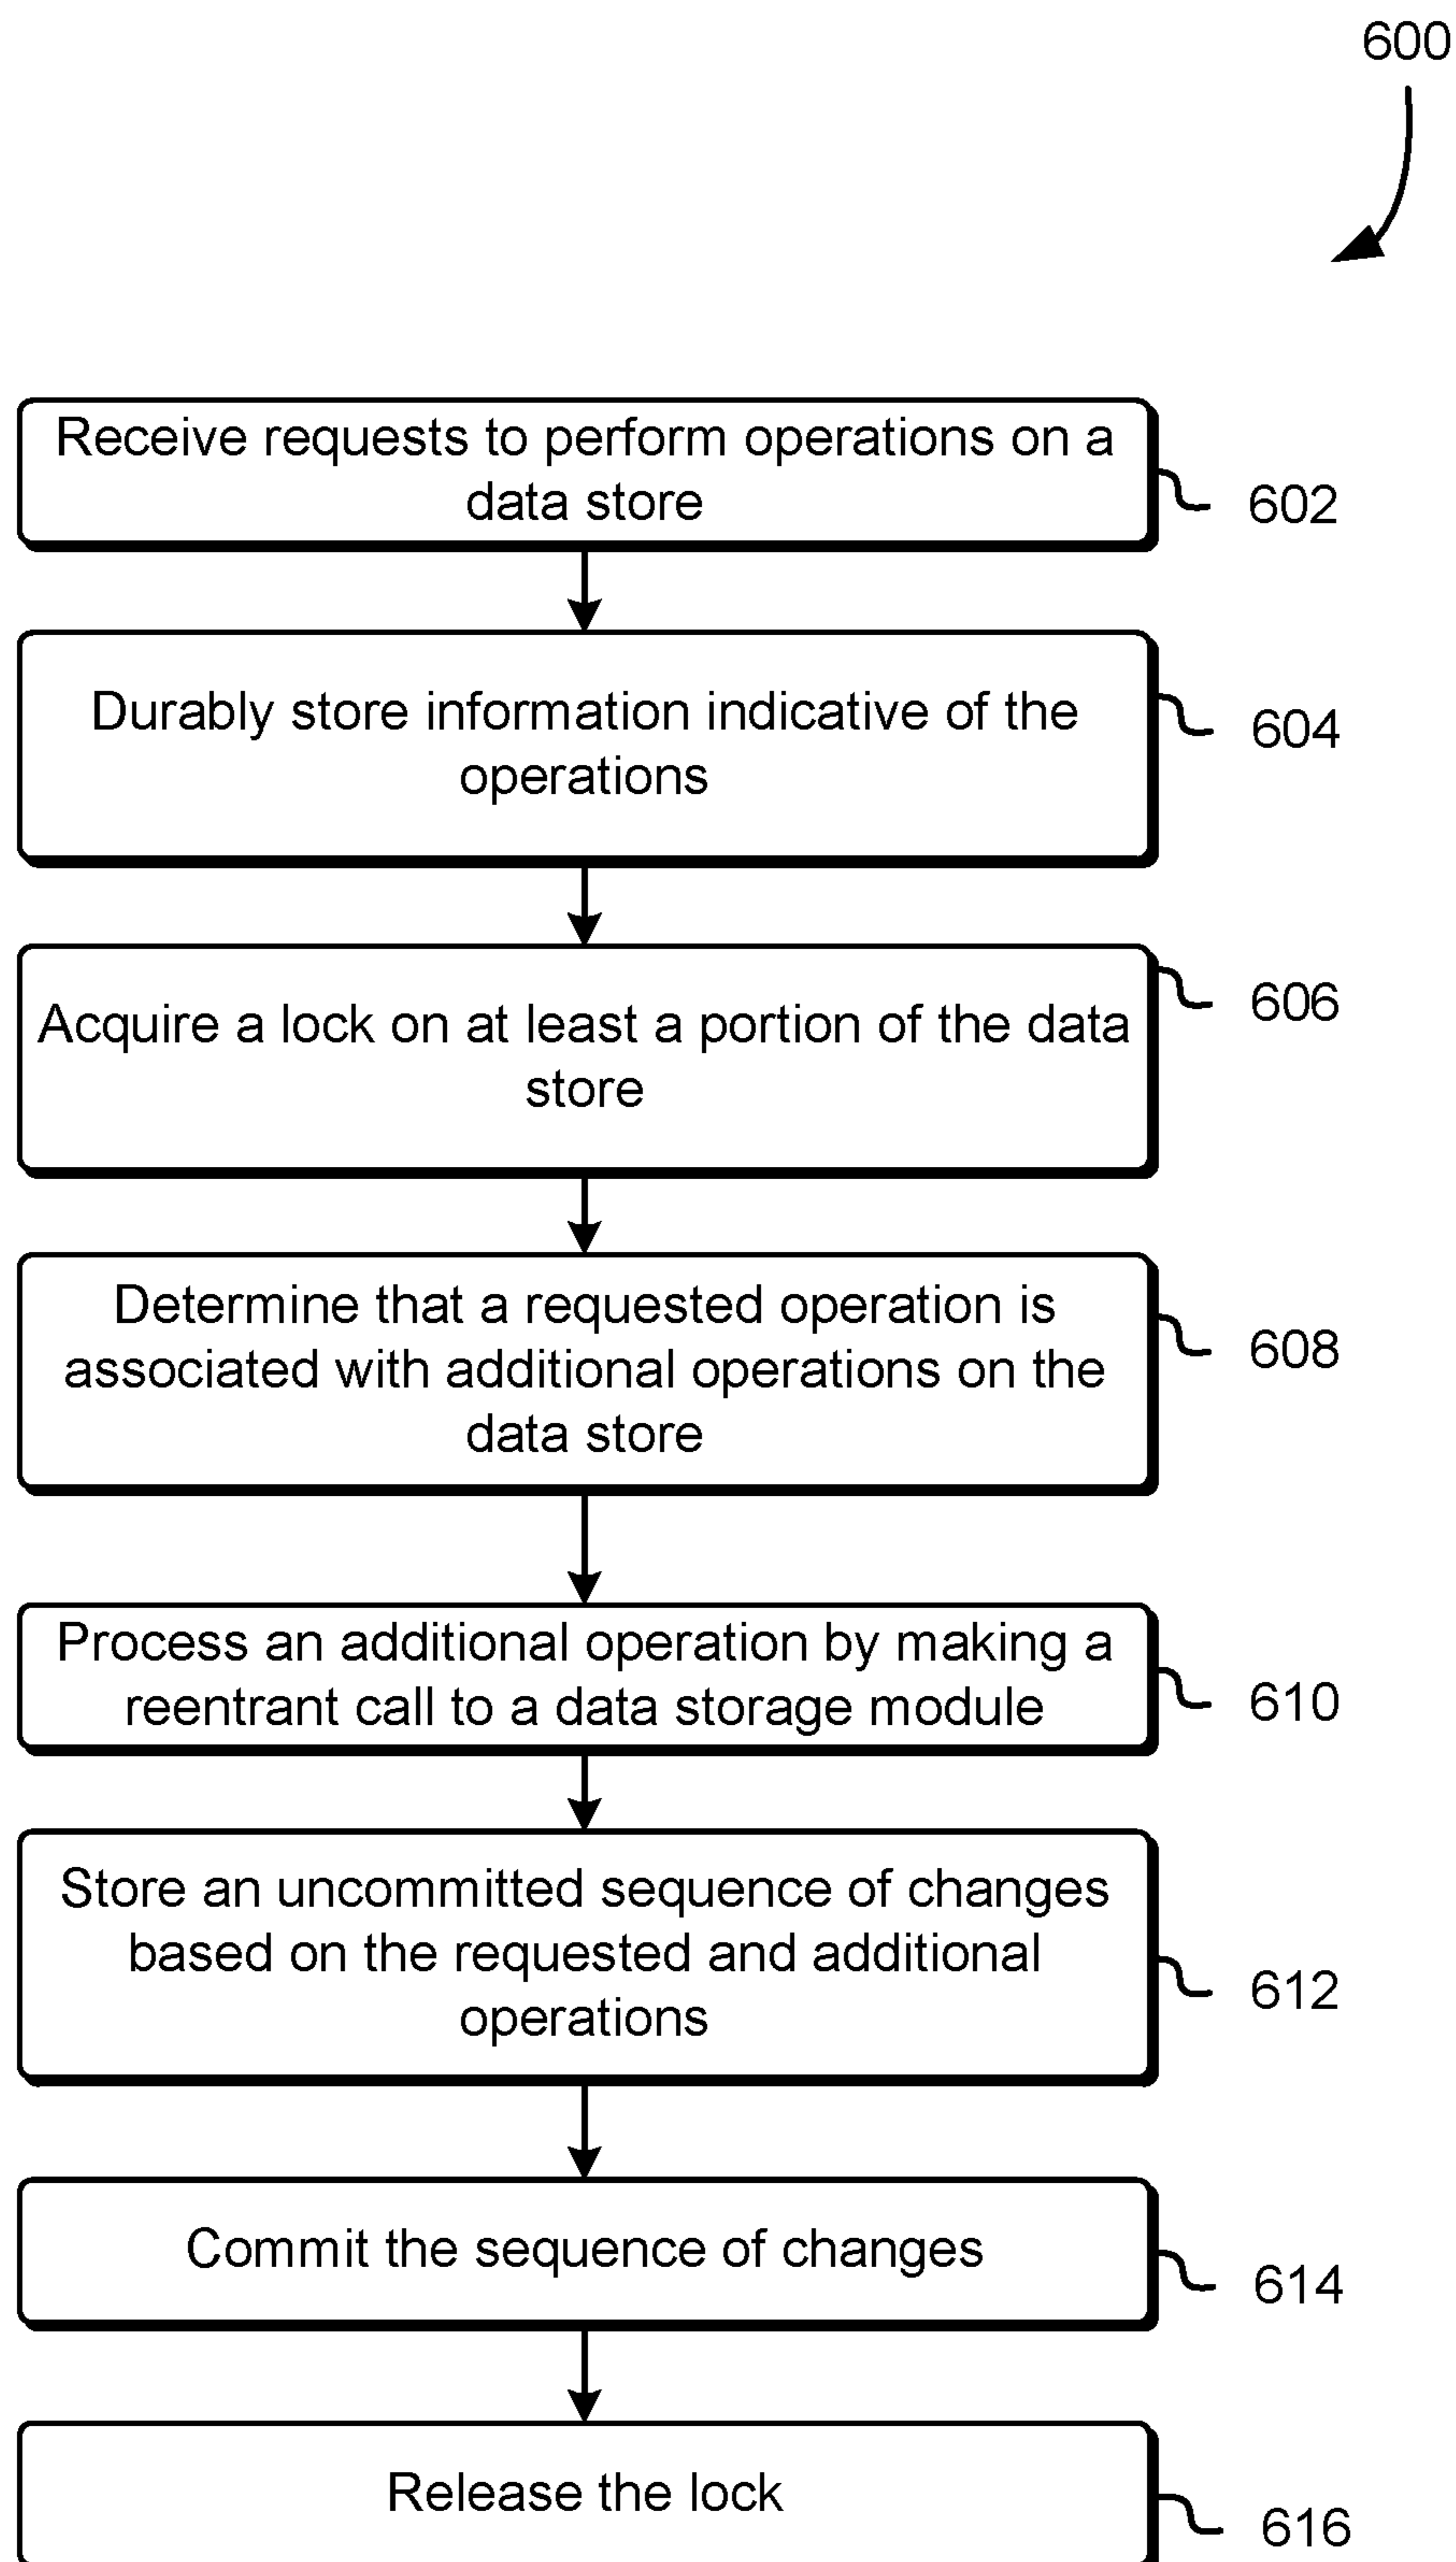 600
Receive requests to perform operations on a
data store
602
Durably store information indicative of the
operations
604
Acquire a lock on at least a portion of the data
store
606
Determine that a requested operation is
associated with additional operations on the
data store
608
Process an additional operation by making a
reentrant call to a data storage module
610
Store an uncommitted sequence of changes
based on the requested and additional
operations
612
Commit the sequence of changes
614
Release the lock
616